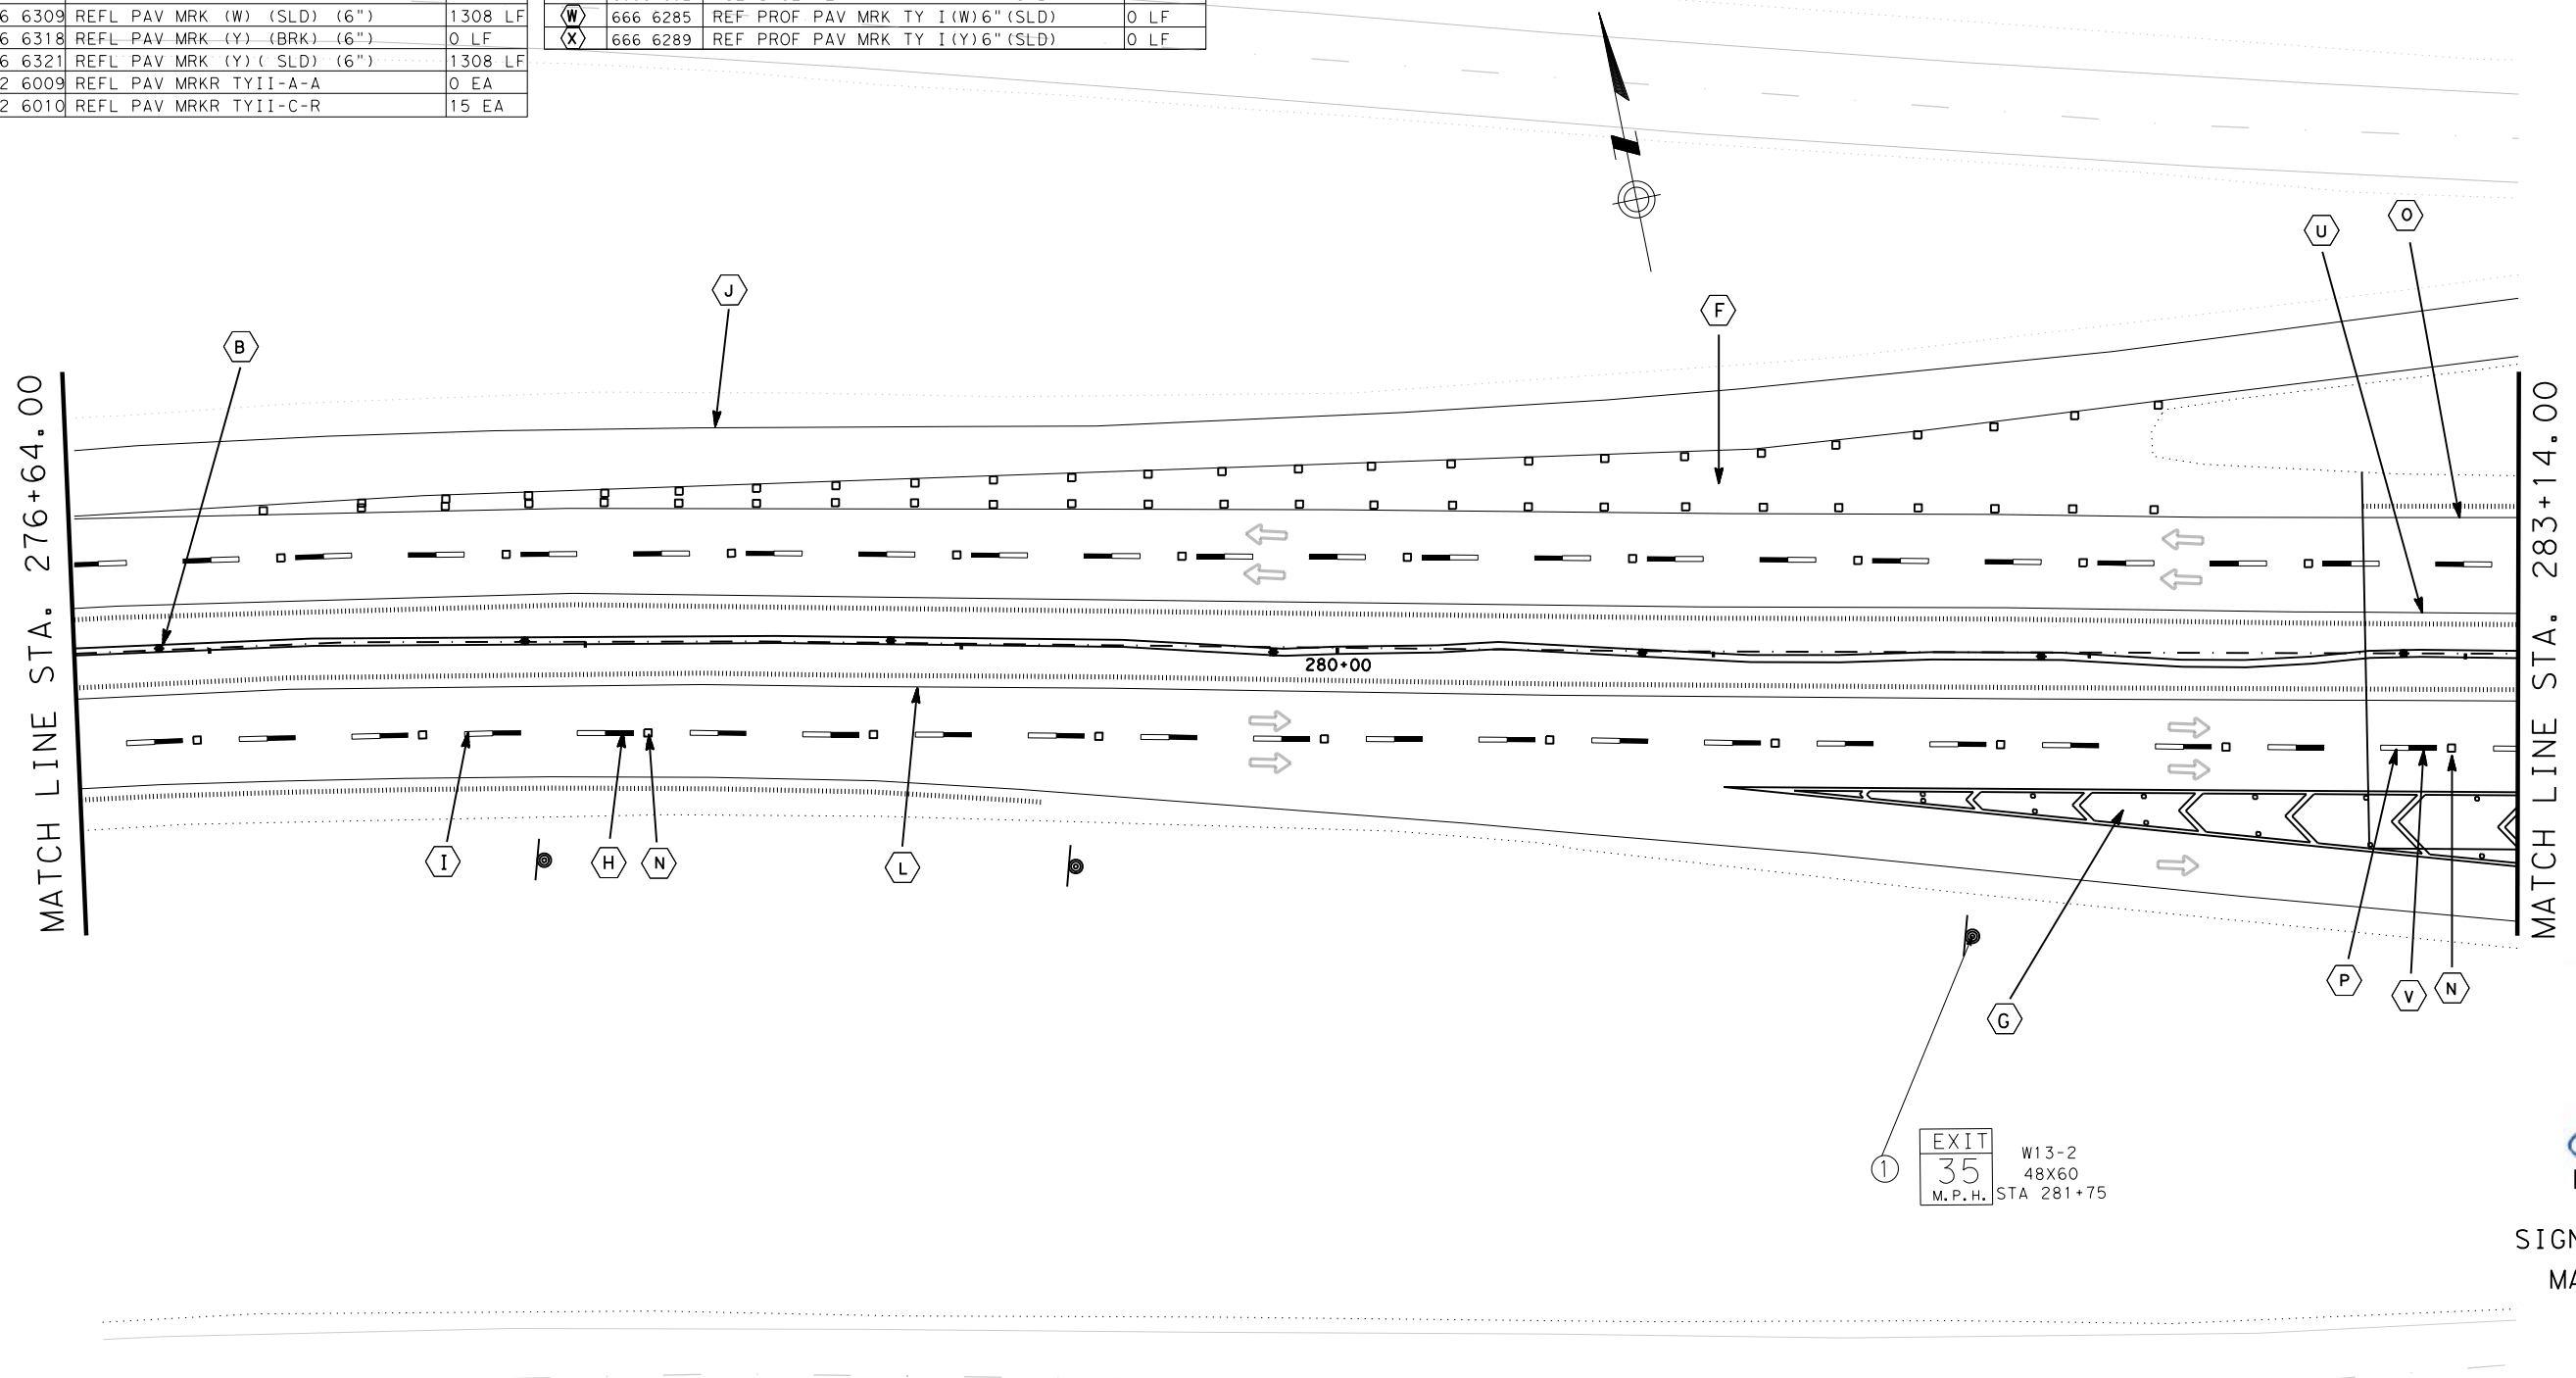 6 6309 REFL PAV MRK (W) (SLD) (6") 1308 LF
6 6318 REFL PAV MRK (Y) (BRK) (6") 0 LF
6 6321 REFL PAV MRK (Y)( SLD) (6") 1308 LF
2 6009 REFL PAV MRKR TYII-A-A 0 EA
2 6010 REFL PAV MRKR TYII-C-R 15 EA
W 666 6285 REF PROF PAV MRK TY I(W)6"(SLD) 0 LF
X 666 6289 REF PROF PAV MRK TY I(Y)6"(SLD) 0 LF
O
U
J
F
B
MATCH LINE STA. 276+64.00
MATCH LINE STA. 283+14.00
280+00
I
H
N
L
P
V
N
G
1
EXIT
35
M.P.H.
W13-2
48X60
STA 281+75
SIGN
MA